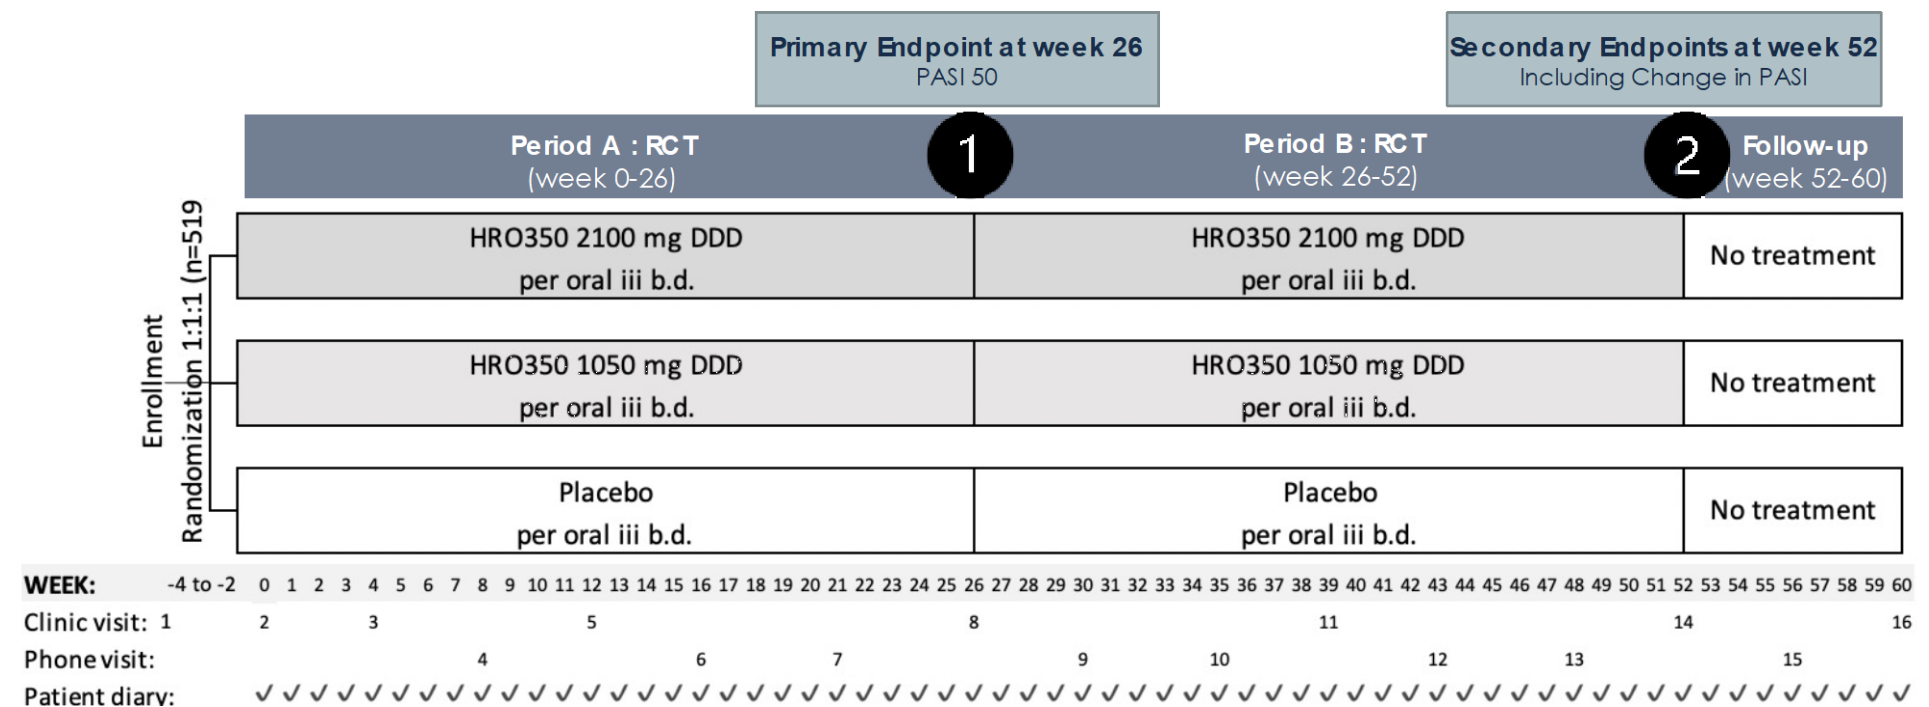 Primary Endpoint at week 26
PASI 50
Secondary Endpoints at week 52
Including Change in PASI
Period A : RCT
(week 0-26)
1
Period B : RCT
(week 26-52)
2
Follow-up
(week 52-60)
Enrollment
Randomization 1:1:1 (n=519
HRO350 2100 mg DDD
per oral iii b.d.
HRO350 2100 mg DDD
per oral iii b.d.
No treatment
HRO350 1050 mg DDD
per oral iii b.d.
HRO350 1050 mg DDD
per oral iii b.d.
No treatment
Placebo
per oral iii b.d.
Placebo
per oral iii b.d.
No treatment
WEEK: -4 to -2 0 1 2 3 4 5 6 7 8 9 10 11 12 13 14 15 16 17 18 19 20 21 22 23 24 25 26 27 28 29 30 31 32 33 34 35 36 37 38 39 40 41 42 43 44 45 46 47 48 49 50 51 52 53 54 55 56 57 58 59 60
Clinic visit: 1 2 3 5 8 11 14 16
Phone visit: 4 6 7 9 10 12 13 15
Patient diary: ✓ ✓ ✓ ✓ ✓ ✓ ✓ ✓ ✓ ✓ ✓ ✓ ✓ ✓ ✓ ✓ ✓ ✓ ✓ ✓ ✓ ✓ ✓ ✓ ✓ ✓ ✓ ✓ ✓ ✓ ✓ ✓ ✓ ✓ ✓ ✓ ✓ ✓ ✓ ✓ ✓ ✓ ✓ ✓ ✓ ✓ ✓ ✓ ✓ ✓ ✓ ✓ ✓ ✓ ✓ ✓ ✓ ✓ ✓ ✓ ✓